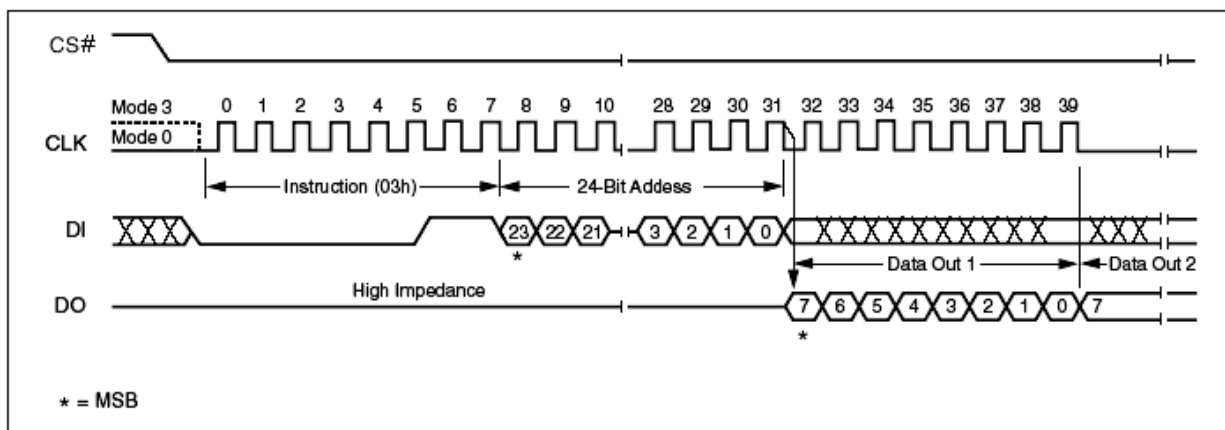 CS#
Mode 3 0 1 2 3 4 5 6 7 8 9 10 28 29 30 31 32 33 34 35 36 37 38 39
Mode 0
CLK
Instruction (03h) 24-Bit Addess
DI 23 22 21 3 2 1 0
*
Data Out 1 Data Out 2
High Impedance
DO 7 6 5 4 3 2 1 0 7
*
* = MSB